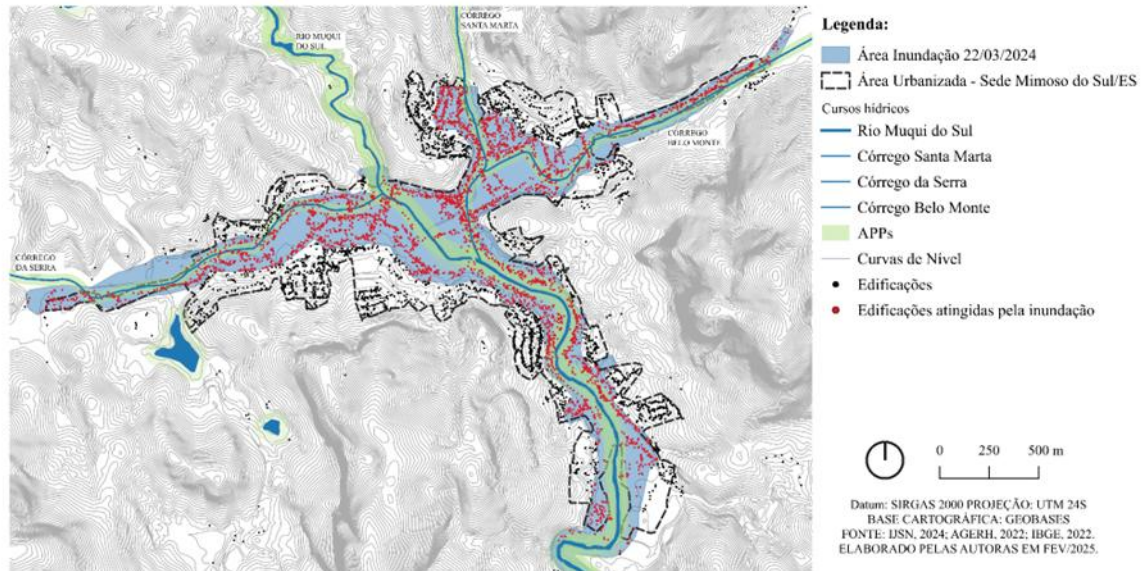 CÓRREGO
SANTA MARTA
RIO MUQUI
DO SUL
CÓRREGO
BELO MONTE
CÓRREGO
DA SERRA
Legenda:
Área Inundação 22/03/2024
Área Urbanizada - Sede Mimoso do Sul/ES
Cursos hídricos
Rio Muqui do Sul
Córrego Santa Marta
Córrego da Serra
Córrego Belo Monte
APPs
Curvas de Nível
Edificações
Edificações atingidas pela inundação
0 250 500 m
Datum: SIRGAS 2000 PROJEÇÃO: UTM 24S
BASE CARTOGRÁFICA: GEOBASES
FONTE: IJSN, 2024; AGERH, 2022; IBGE, 2022.
ELABORADO PELAS AUTORAS EM FEV/2025.